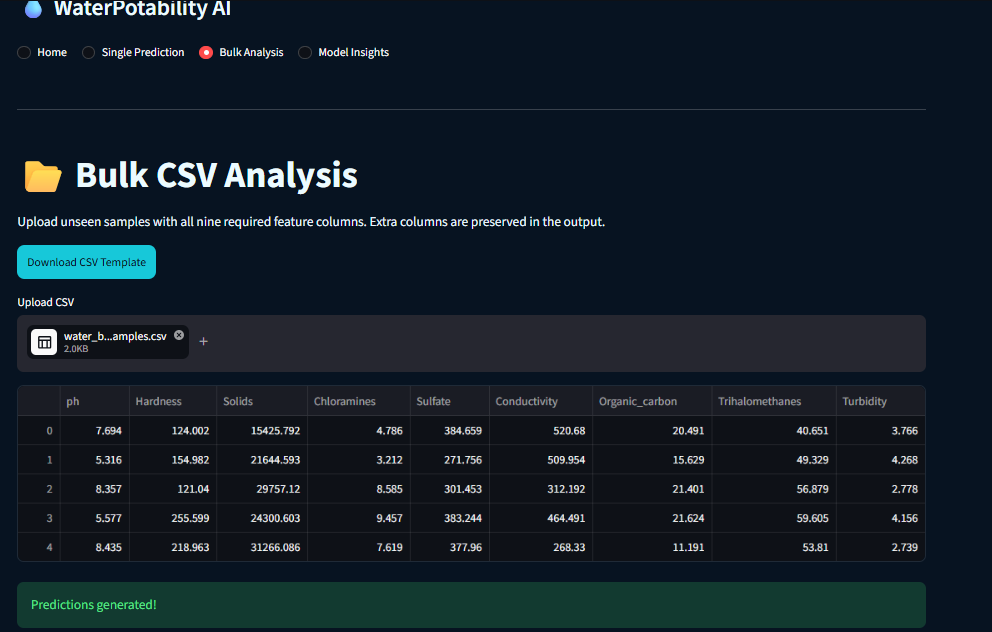 WaterPotability AI
Home Single Prediction Bulk Analysis Model Insights
Bulk CSV Analysis
Upload unseen samples with all nine required feature columns. Extra columns are preserved in the output.
Download CSV Template
Upload CSV
water_b...amples.csv
2.0KB
+
ph Hardness Solids Chloramines Sulfate Conductivity Organic_carbon Trihalomethanes Turbidity
0 7.694 124.002 15425.792 4.786 384.659 520.68 20.491 40.651 3.766
1 5.316 154.982 21644.593 3.212 271.756 509.954 15.629 49.329 4.268
2 8.357 121.04 29757.12 8.585 301.453 312.192 21.401 56.879 2.778
3 5.577 255.599 24300.603 9.457 383.244 464.491 21.624 59.605 4.156
4 8.435 218.963 31266.086 7.619 377.96 268.33 11.191 53.81 2.739
Predictions generated!